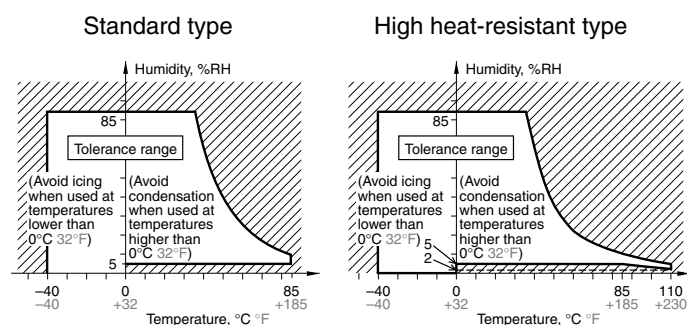 Standard type
Humidity, %RH
85
Tolerance range
(Avoid icing
when used at
temperatures
lower than
0°C 32°F)
(Avoid
condensation
when used at
temperatures
higher than
0°C 32°F)
5
−40 0 85
−40 +32 +185
Temperature, °C °F
High heat-resistant type
Humidity, %RH
85
Tolerance range
(Avoid icing
when used at
temperatures
lower than
0°C 32°F)
(Avoid
condensation
when used at
temperatures
higher than
0°C 32°F)
5
2
−40 0 85 110
−40 +32 +185 +230
Temperature, °C °F